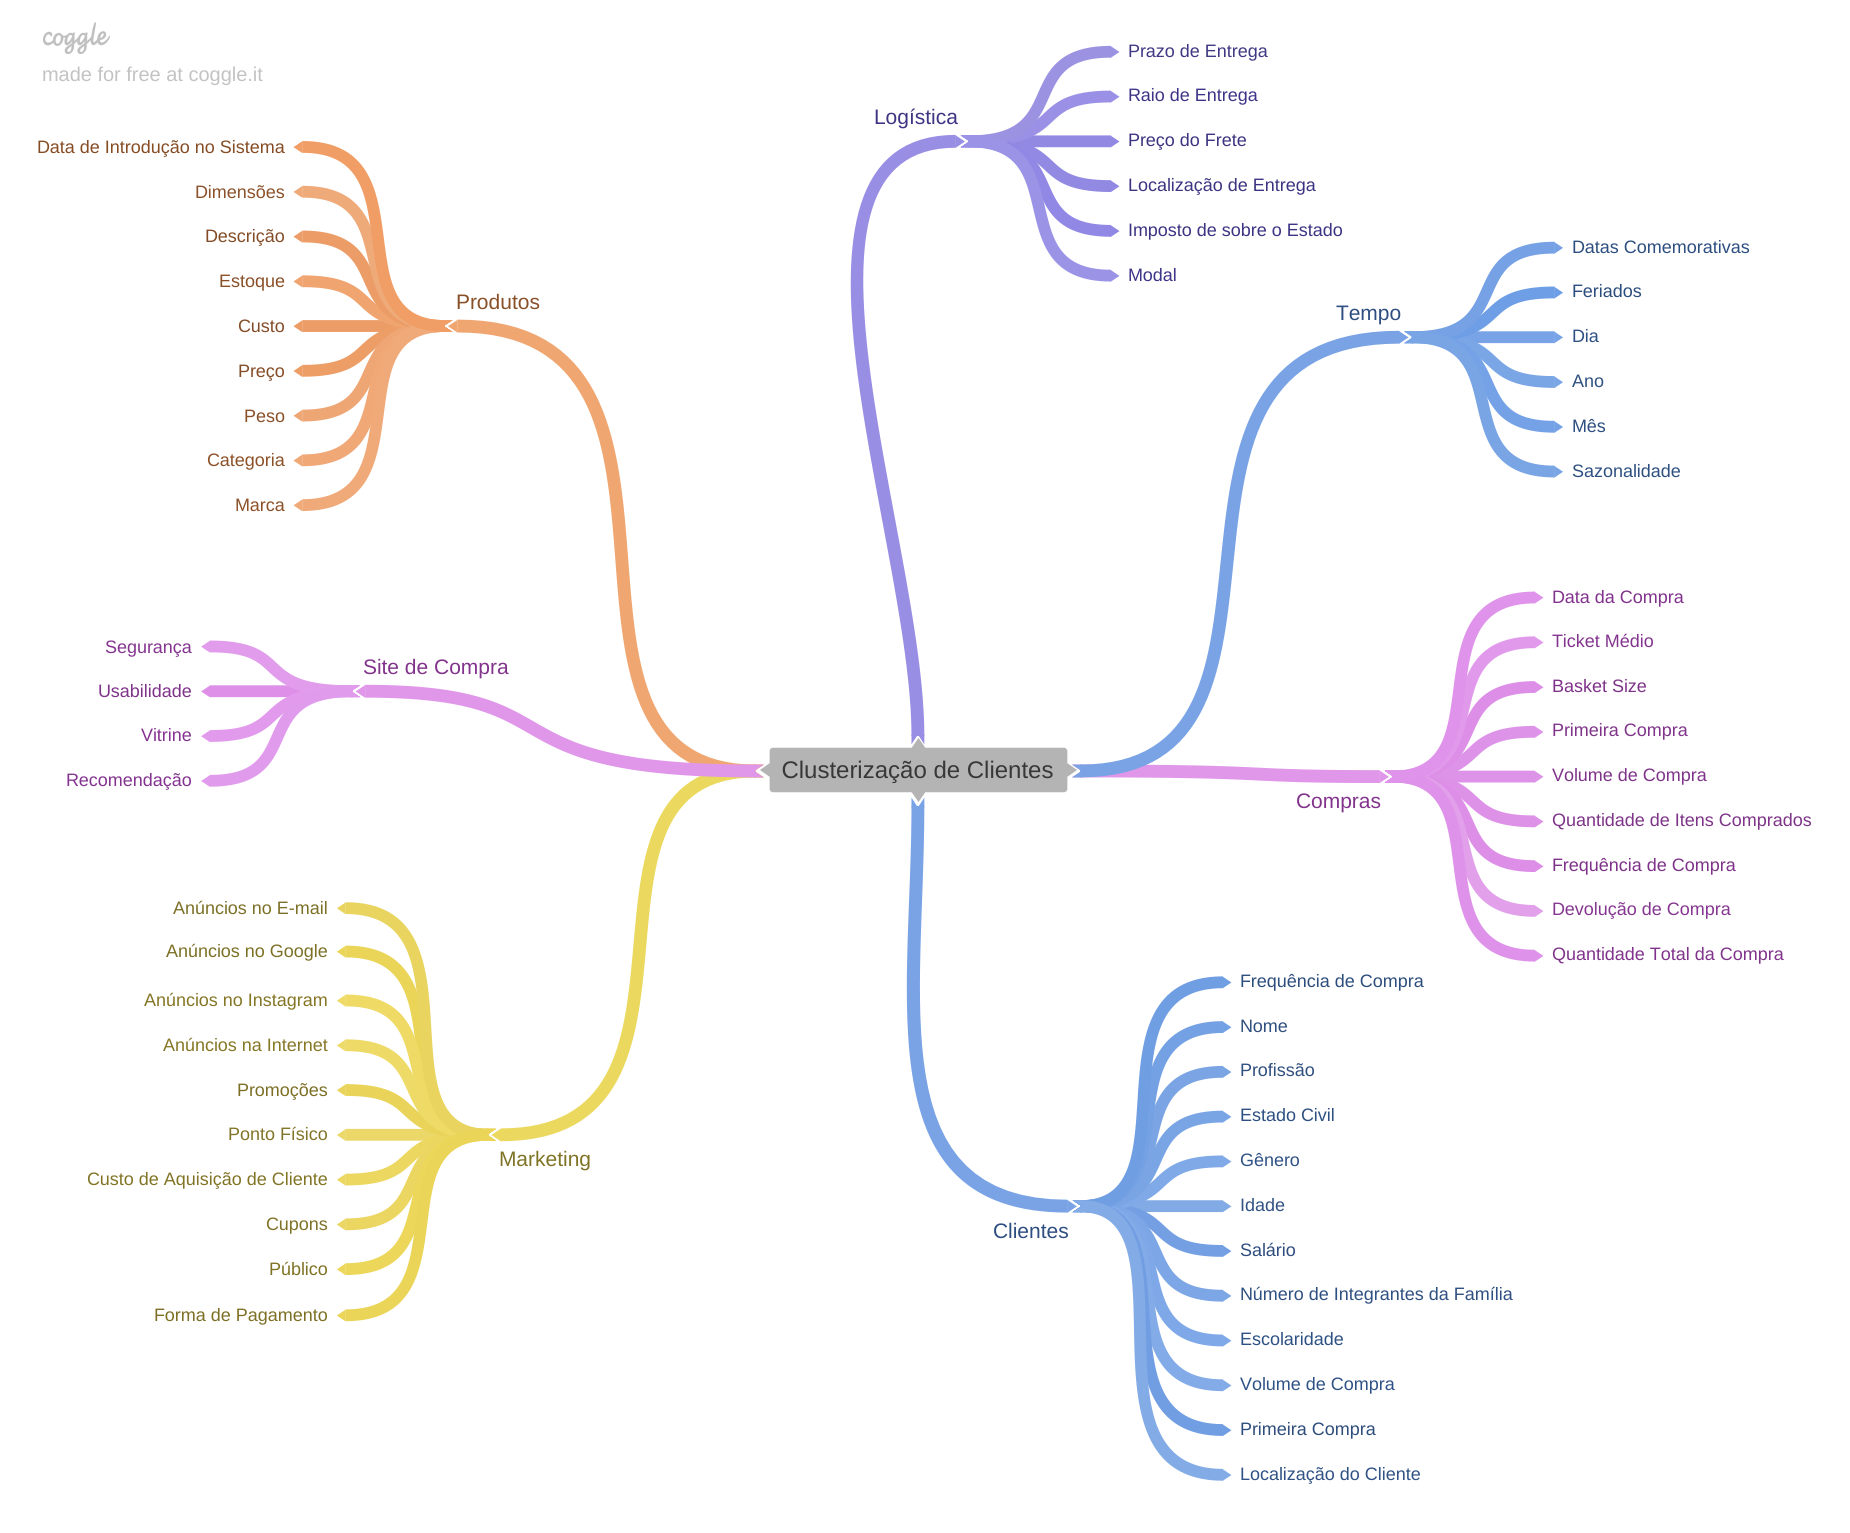 coggle
made for free at coggle.it
Clusterização de Clientes
Logística
Prazo de Entrega
Raio de Entrega
Preço do Frete
Localização de Entrega
Imposto de sobre o Estado
Modal
Tempo
Datas Comemorativas
Feriados
Dia
Ano
Mês
Sazonalidade
Compras
Data da Compra
Ticket Médio
Basket Size
Primeira Compra
Volume de Compra
Quantidade de Itens Comprados
Frequência de Compra
Devolução de Compra
Quantidade Total da Compra
Clientes
Frequência de Compra
Nome
Profissão
Estado Civil
Gênero
Idade
Salário
Número de Integrantes da Família
Escolaridade
Volume de Compra
Primeira Compra
Localização do Cliente
Produtos
Data de Introdução no Sistema
Dimensões
Descrição
Estoque
Custo
Preço
Peso
Categoria
Marca
Site de Compra
Segurança
Usabilidade
Vitrine
Recomendação
Marketing
Anúncios no E-mail
Anúncios no Google
Anúncios no Instagram
Anúncios na Internet
Promoções
Ponto Físico
Custo de Aquisição de Cliente
Cupons
Público
Forma de Pagamento